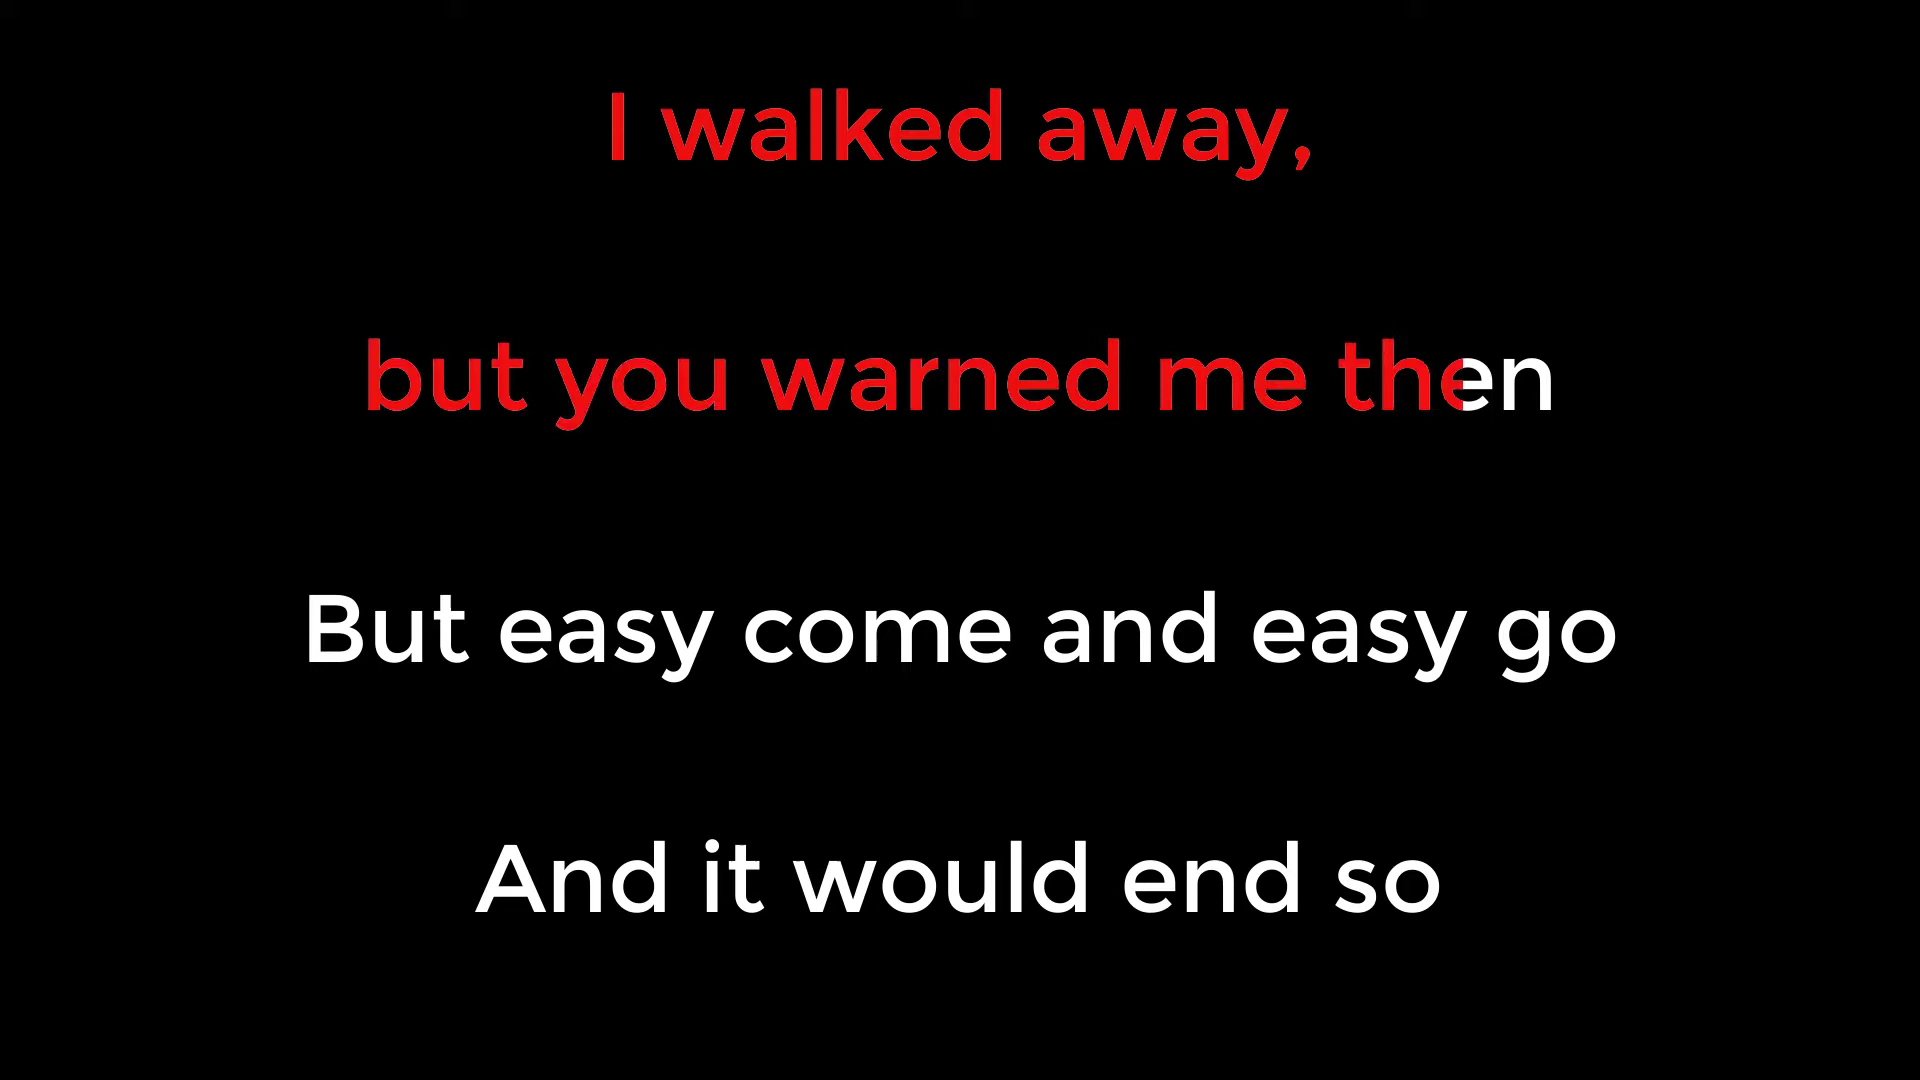 I walked away,
but you warned me then
But easy come and easy go
And it would end so